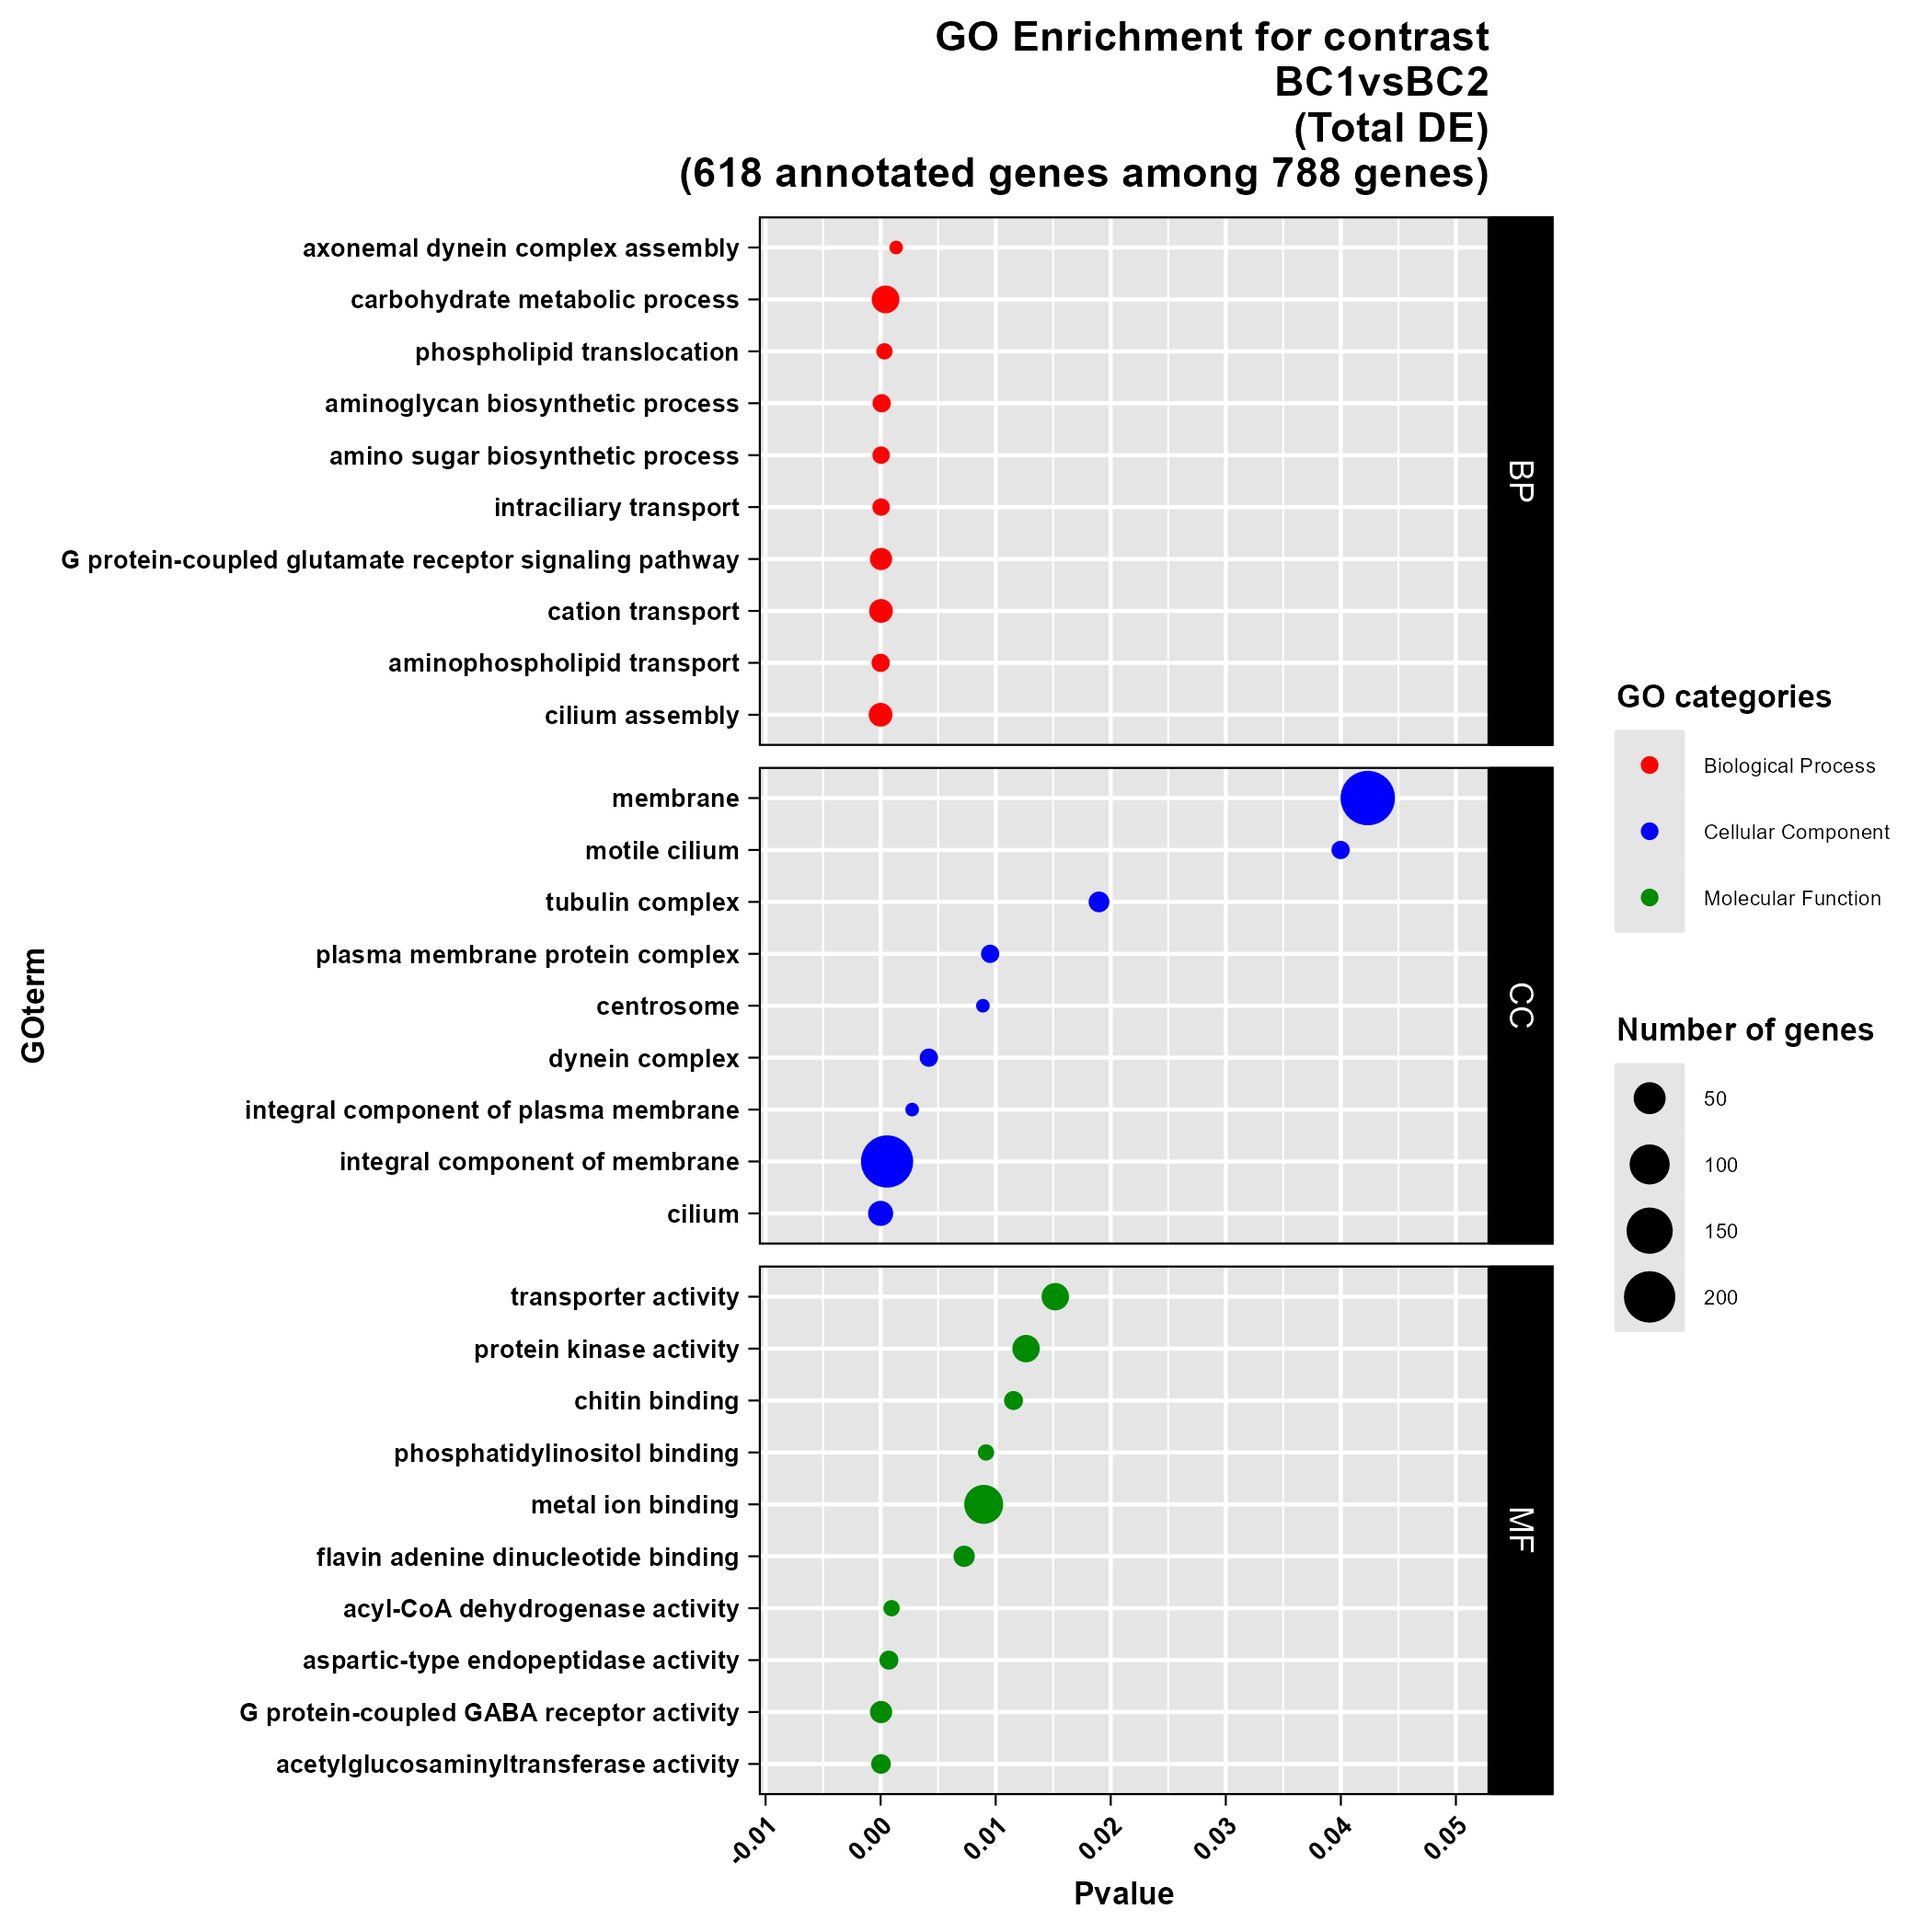 GO Enrichment for contrast
BC1vsBC2
(Total DE)
(618 annotated genes among 788 genes)
axonemal dynein complex assembly
carbohydrate metabolic process
phospholipid translocation
aminoglycan biosynthetic process
amino sugar biosynthetic process
intraciliary transport
G protein-coupled glutamate receptor signaling pathway
cation transport
aminophospholipid transport
cilium assembly
BP
membrane
motile cilium
tubulin complex
plasma membrane protein complex
centrosome
dynein complex
integral component of plasma membrane
integral component of membrane
cilium
CC
transporter activity
protein kinase activity
chitin binding
phosphatidylinositol binding
metal ion binding
flavin adenine dinucleotide binding
acyl-CoA dehydrogenase activity
aspartic-type endopeptidase activity
G protein-coupled GABA receptor activity
acetylglucosaminyltransferase activity
MF
-0.01 0.00 0.01 0.02 0.03 0.04 0.05
Pvalue
GOterm
GO categories
Biological Process
Cellular Component
Molecular Function
Number of genes
50
100
150
200